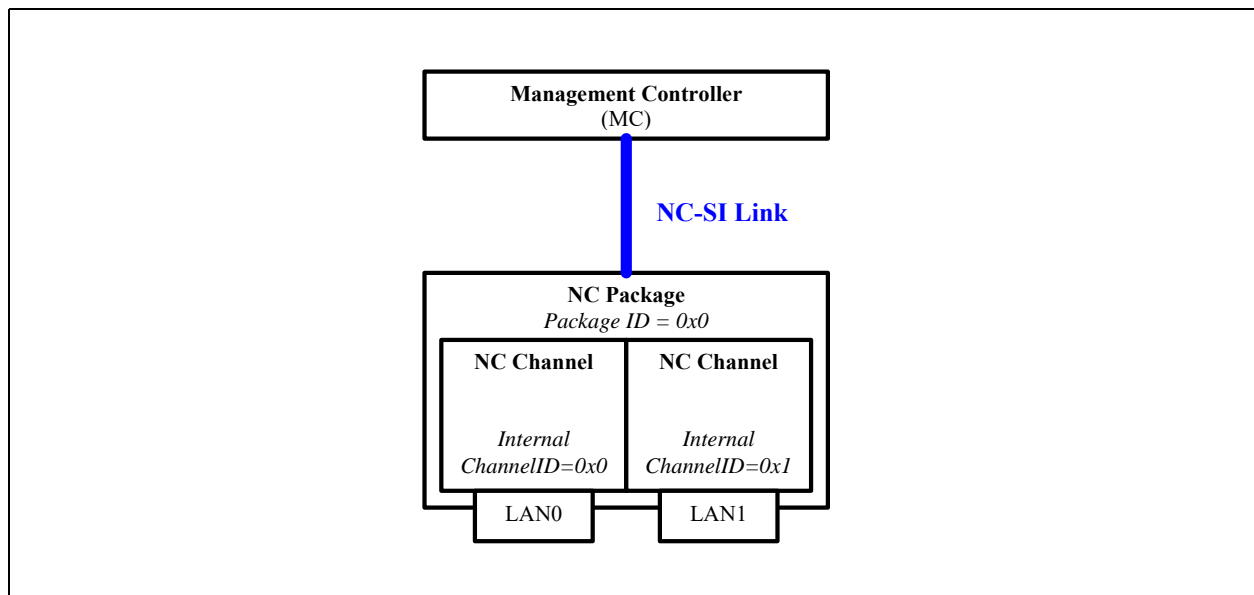 Management Controller
(MC)
NC-SI Link
NC Package
Package ID = 0x0
NC Channel
NC Channel
Internal
ChannelID=0x0
Internal
ChannelID=0x1
LAN0
LAN1